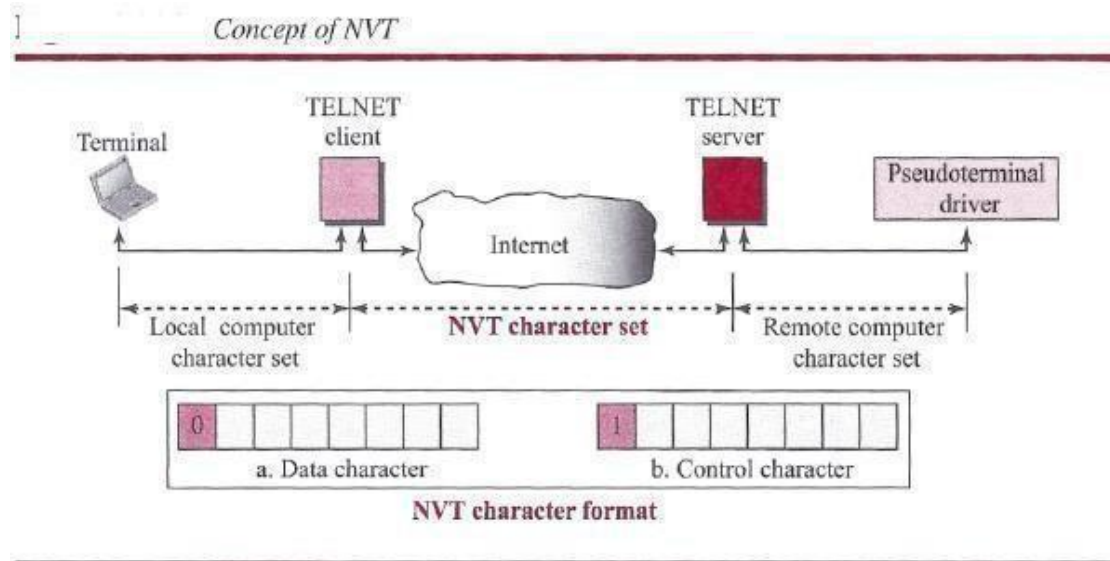 Concept of NVT
TELNET
client
TELNET
server
Terminal
Pseudoterminal
driver
Internet
Local computer
character set
NVT character set
Remote computer
character set
0
1
a. Data character
b. Control character
NVT character format